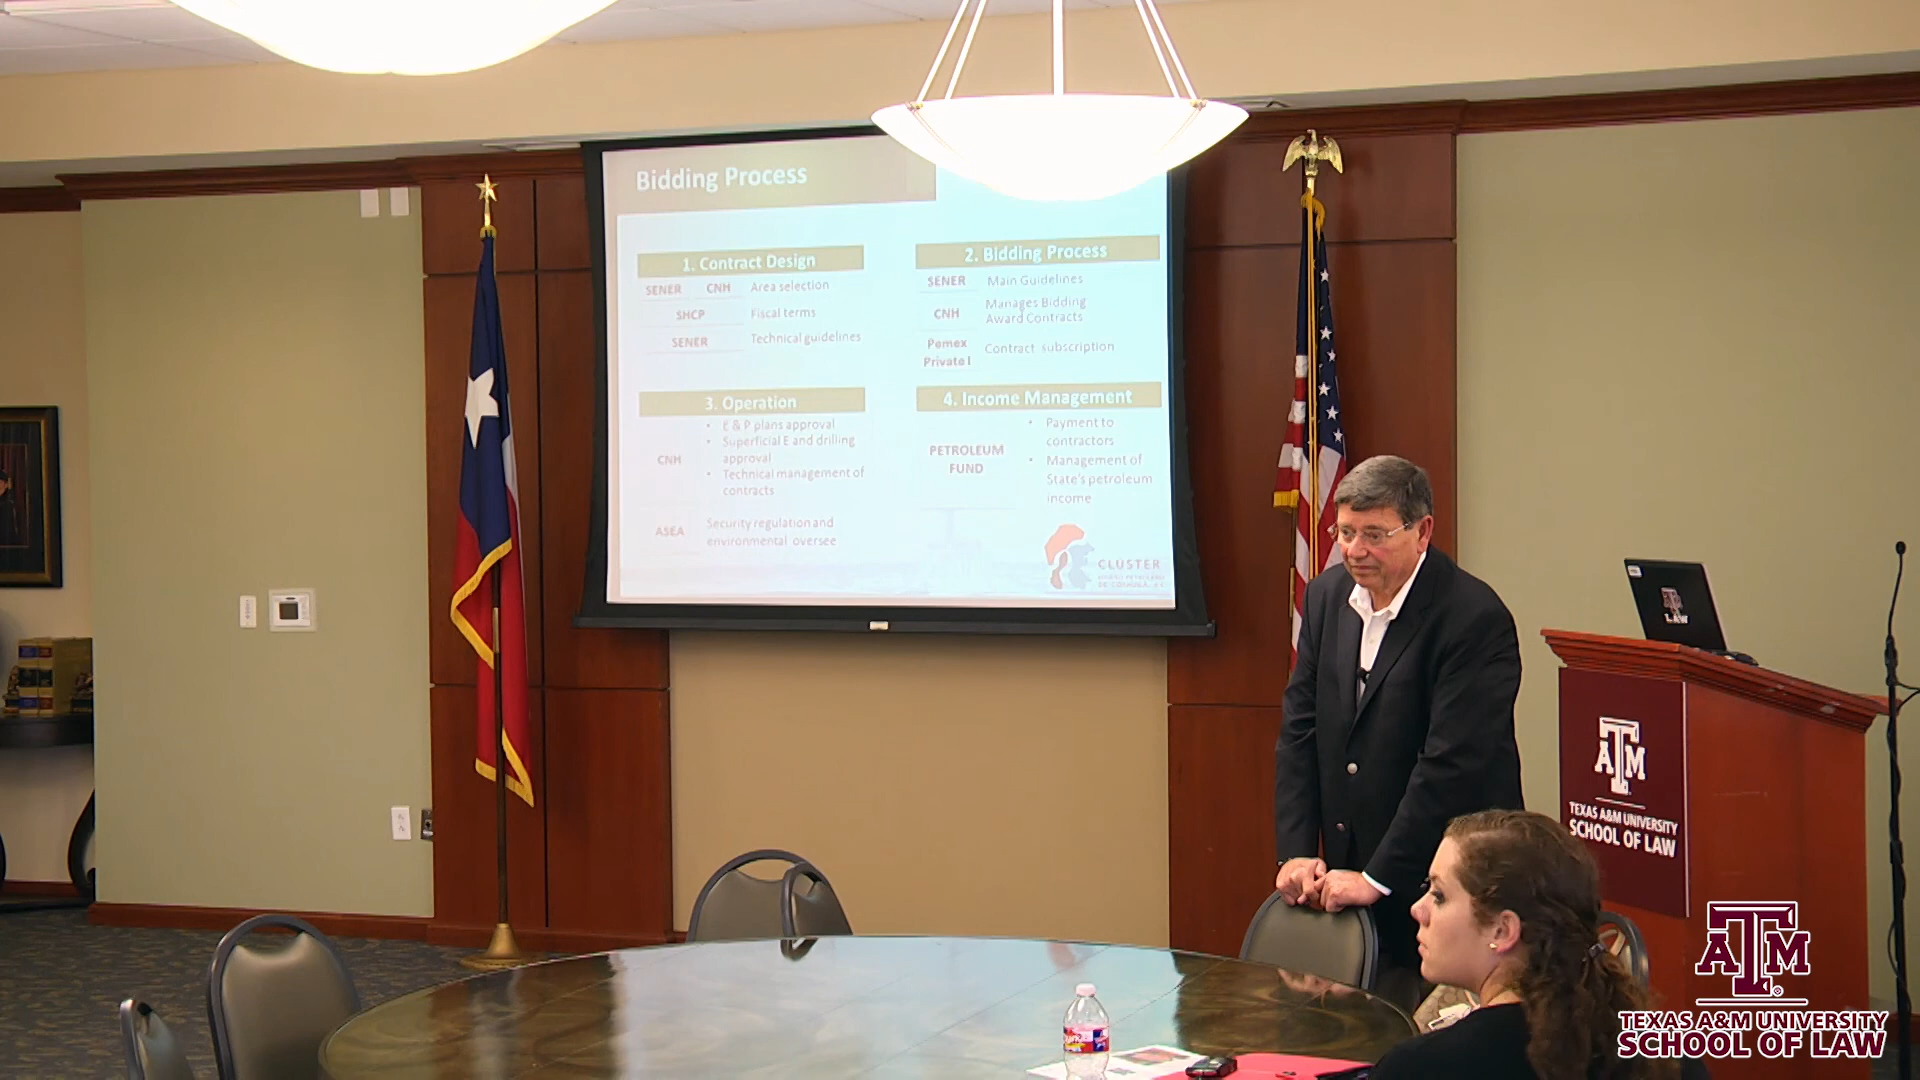 Bidding Process
1. Contract Design
SENER CNH Area selection
SHCP Fiscal terms
SENER Technical guidelines
2. Bidding Process
SENER Main Guidelines
CNH Manages Bidding
Award Contracts
Pemex
Private I Contract subscription
3. Operation
CNH
• E & P plans approval
• Superficial E and drilling
approval
• Technical management of
contracts
ASEA Security regulation and
environmental oversee
4. Income Management
PETROLEUM
FUND
• Payment to
contractors
• Management of
State's petroleum
income
CLÚSTER
LAW
ATM
TEXAS A&M UNIVERSITY
SCHOOL OF LAW
ATM
TEXAS A&M UNIVERSITY
SCHOOL OF LAW